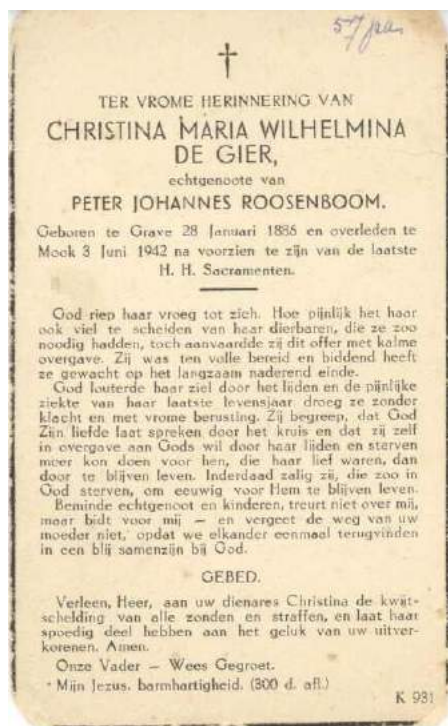 57 jaar
TER VROME HERINNERING VAN
CHRISTINA MARIA WILHELMINA
DE GIER,
echtgenoote van
PETER JOHANNES ROOSENBOOM.
Geboren te Grave 28 Januari 1886 en overleden te
Mook 3 Juni 1942 na voorzien te zijn van de laatste
H. H. Sacramenten.
God riep haar vroeg tot zich. Hoe pijnlijk het haar
ook viel te scheiden van haar dierbaren, die ze zoo
noodig hadden, toch aanvaardde zij dit offer met kalme
overgave. Zij was ten volle bereid en biddend heeft
ze gewacht op het langzaam naderend einde.
God louterde haar ziel door het lijden en de pijnlijke
ziekte van haar laatste levensjaar droeg ze zonder
klacht en met vrome berusting. Zij begreep, dat God
Zijn liefde laat spreken door het kruis en dat zij zelf
in overgave aan Gods wil door haar lijden en sterven
meer kon doen voor hen, die haar lief waren, dan
door te blijven leven. Inderdaad zalig zij, die zoo in
God sterven, om eeuwig voor Hem te blijven leven.
Beminde echtgenoot en kinderen, treurt niet over mij,
maar bidt voor mij — en vergeet de weg van uw
moeder niet, opdat we elkander eenmaal terugvinden
in een blij samenzijn bij God.
GEBED.
Verleen, Heer, aan uw dienares Christina de kwijt-
schelding van alle zonden en straffen, en laat haar
spoedig deel hebben aan het geluk van uw uitver-
korenen. Amen.
Onze Vader — Wees Gegroet.
Mijn Jezus, barmhartigheid. (300 d. afl.)
K 931